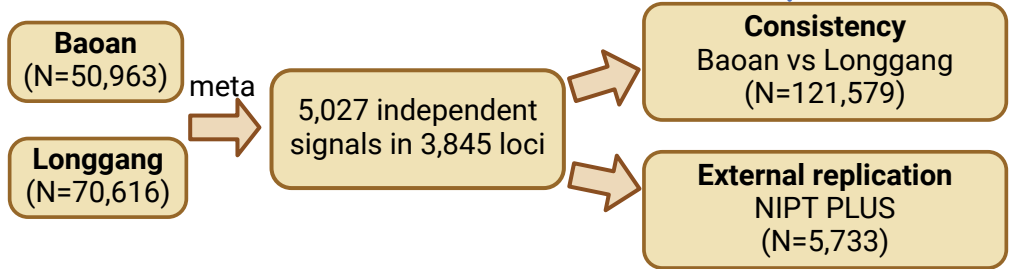 Baoan
(N=50,963)
Longgang
(N=70,616)
meta
5,027 independent
signals in 3,845 loci
Consistency
Baoan vs Longgang
(N=121,579)
External replication
NIPT PLUS
(N=5,733)